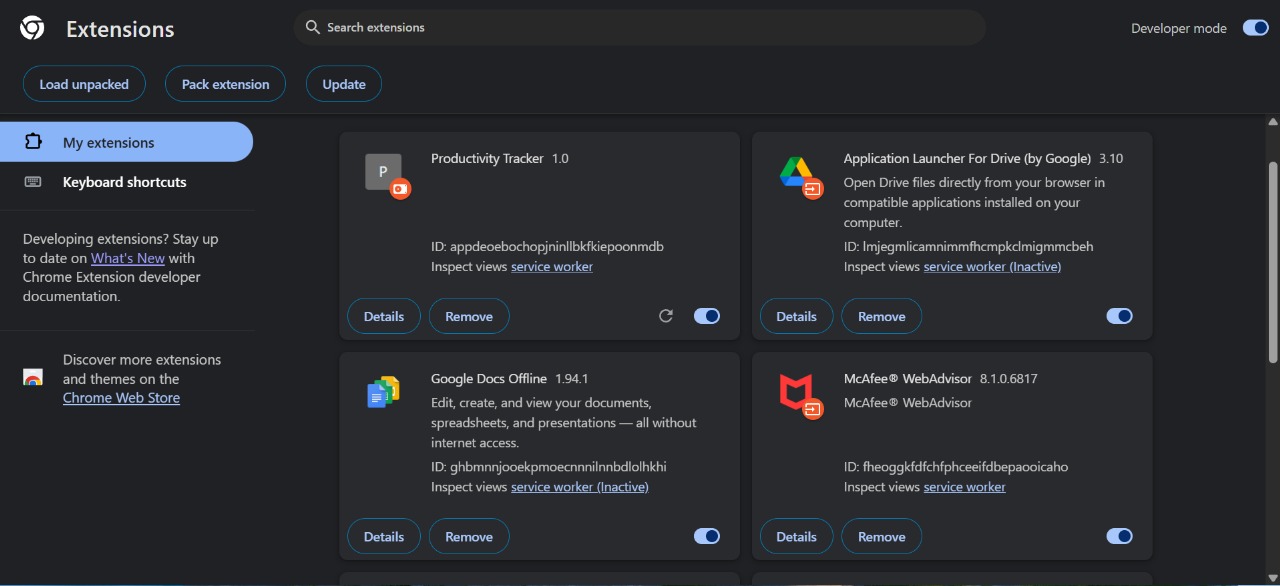 Extensions
Search extensions
Developer mode
Load unpacked
Pack extension
Update
My extensions
Keyboard shortcuts
Developing extensions? Stay up
to date on What's New with
Chrome Extension developer
documentation.
Discover more extensions
and themes on the
Chrome Web Store
P
Productivity Tracker 1.0
ID: appdeoebochopjninllbkfkiepoonmdb
Inspect views service worker
Details
Remove
Application Launcher For Drive (by Google) 3.10
Open Drive files directly from your browser in
compatible applications installed on your
computer.
ID: lmjegmlicamnimmfhcmpkclmigmmcbeh
Inspect views service worker (Inactive)
Details
Remove
Google Docs Offline 1.94.1
Edit, create, and view your documents,
spreadsheets, and presentations — all without
internet access.
ID: ghbmnnjooekpmoecnnnilnnbdlolhkhi
Inspect views service worker (Inactive)
Details
Remove
McAfee® WebAdvisor 8.1.0.6817
McAfee® WebAdvisor
ID: fheoggkfdfchfphceeifdbepaooicaho
Inspect views service worker
Details
Remove